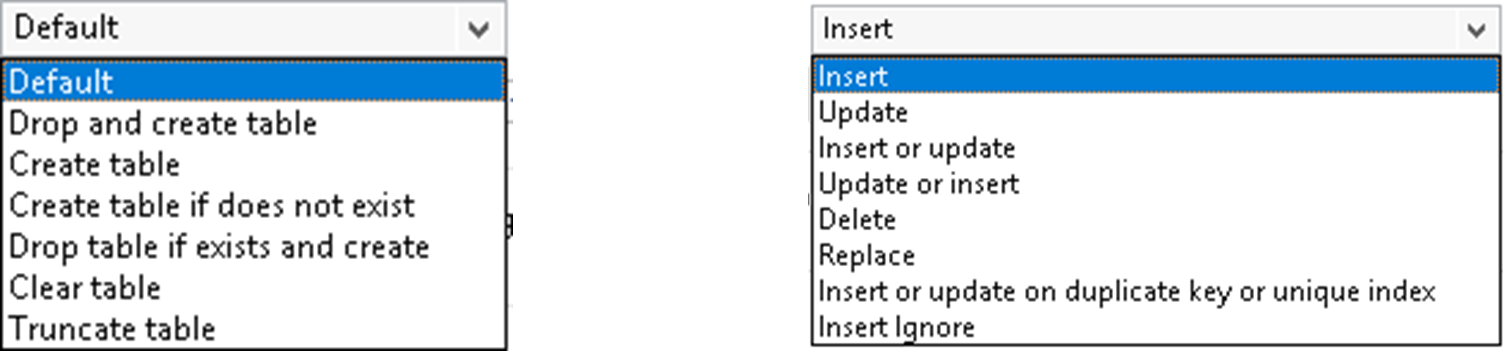 Default
Default
Drop and create table
Create table
Create table if does not exist
Drop table if exists and create
Clear table
Truncate table
Insert
Insert
Update
Insert or update
Update or insert
Delete
Replace
Insert or update on duplicate key or unique index
Insert Ignore